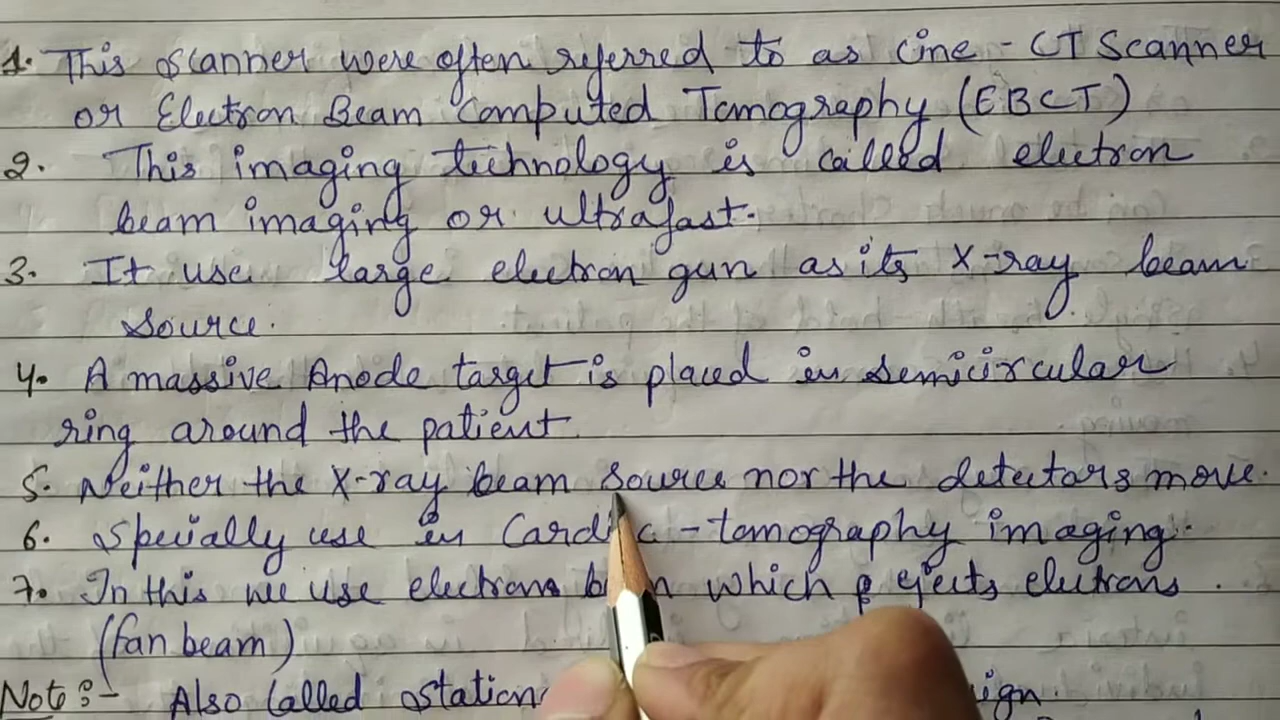 1. This scanner were often referred to as Cine - CT Scanner
or Electron Beam Computed Tomography (EBCT)
2. This imaging technology is called electron
beam imaging or ultrafast.
3. It use large electron gun as its X-ray beam
Source.
4. A massive Anode target is placed in semicircular
ring around the patient.
5. Neither the X-ray beam source nor the detectors move.
6. Specially use in - tomography imaging.
7. In this we use electrons which ejects electrons.
(fan beam)
Note :- Also Called